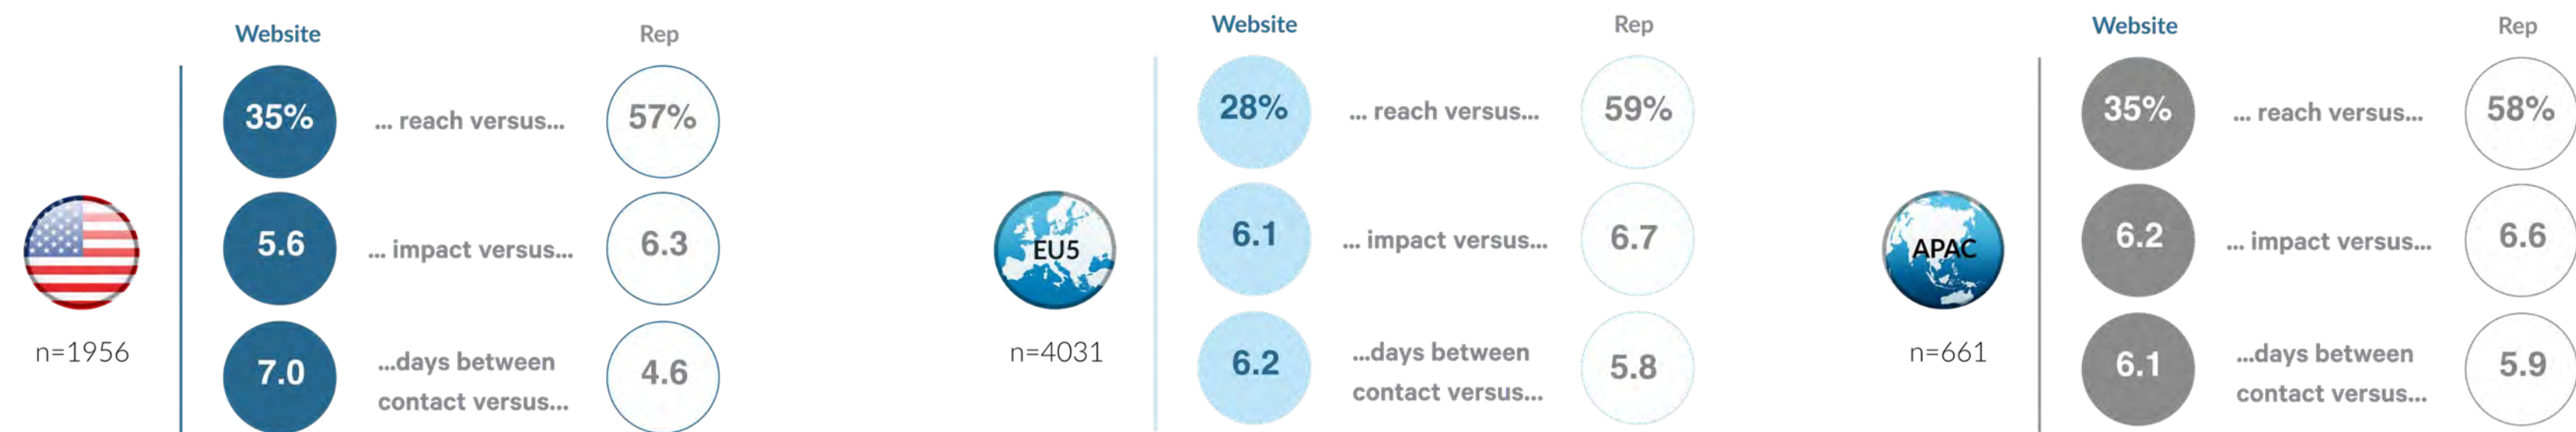 Website Rep
35% ... reach versus... 57%
5.6 ... impact versus... 6.3
n=1956
7.0 ...days between
contact versus... 4.6
Website Rep
28% ... reach versus... 59%
6.1 ... impact versus... 6.7
EU5
n=4031
6.2 ...days between
contact versus... 5.8
Website Rep
35% ... reach versus... 58%
6.2 ... impact versus... 6.6
APAC
n=661
6.1 ...days between
contact versus... 5.9